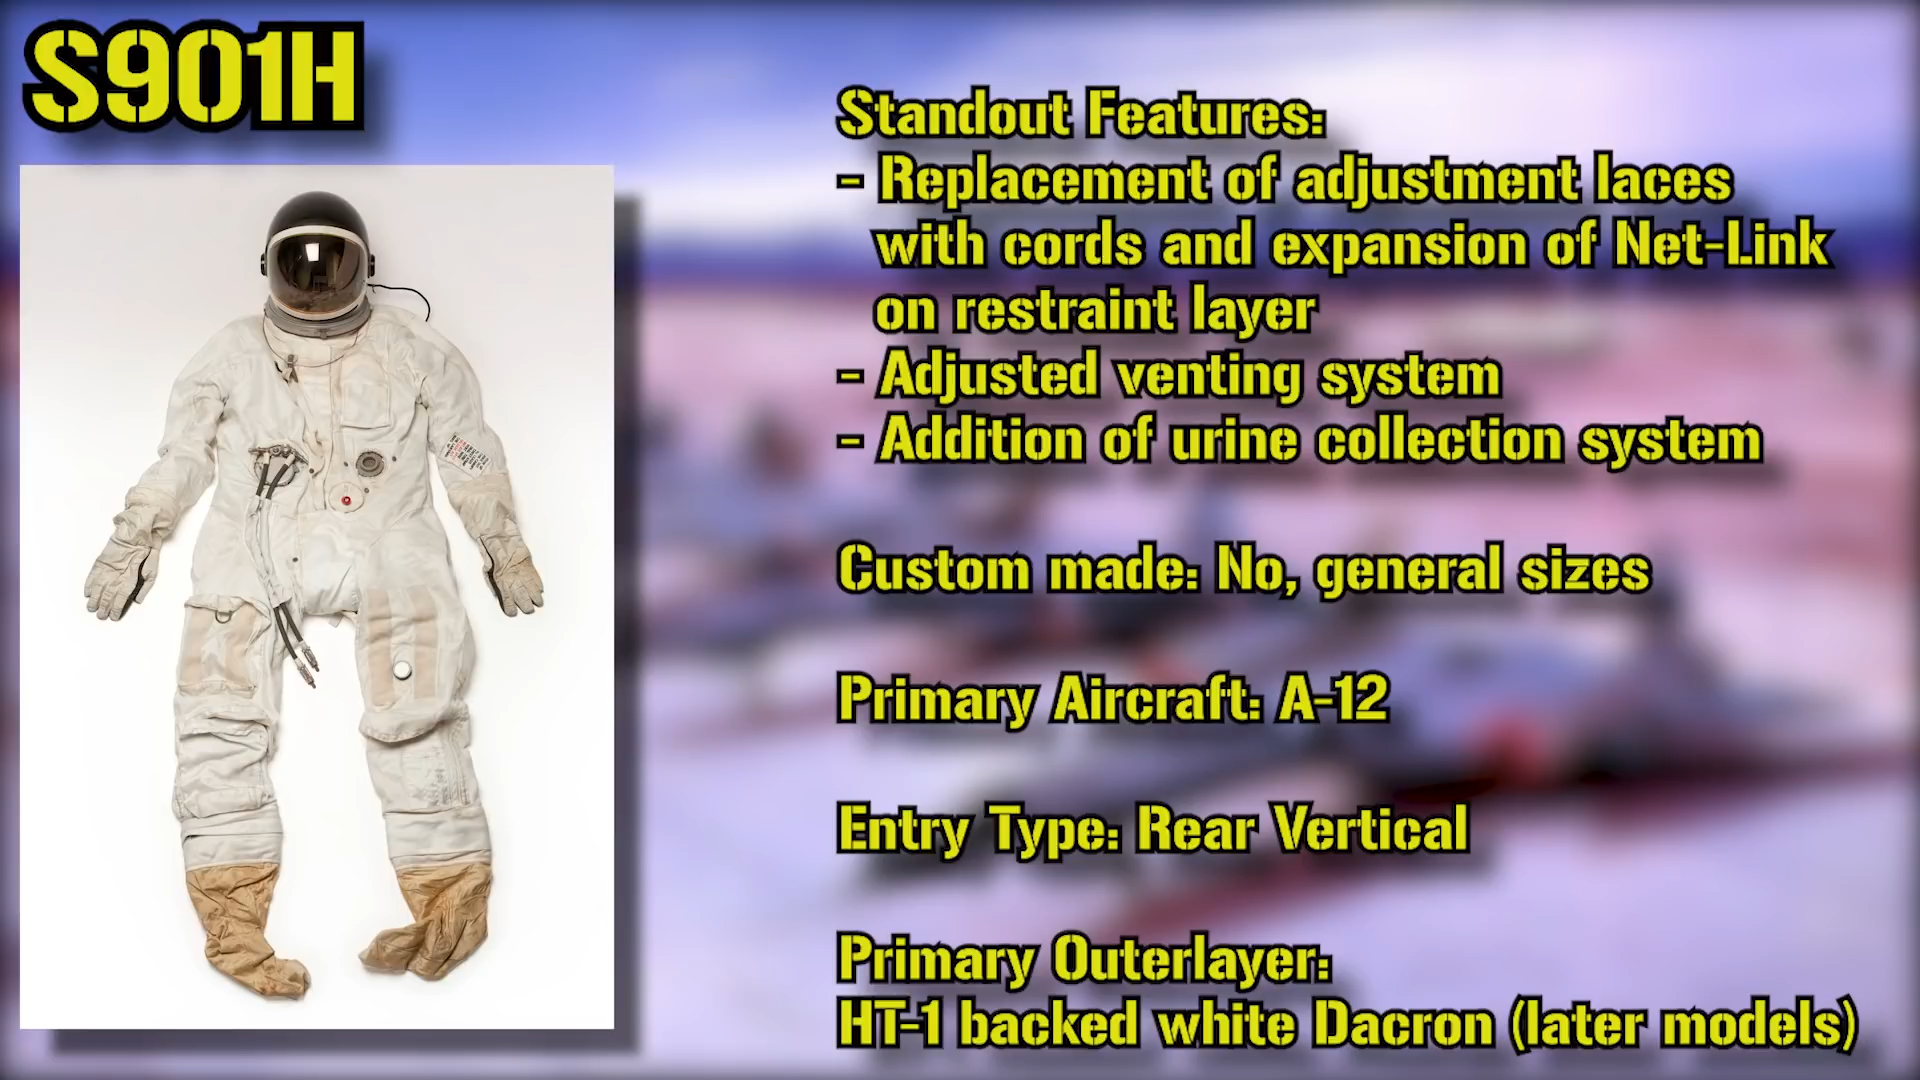 S901H
Standout Features:
- Replacement of adjustment laces
with cords and expansion of Net-Link
on restraint layer
- Adjusted venting system
- Addition of urine collection system
Custom made: No, general sizes
Primary Aircraft: A-12
Entry Type: Rear Vertical
Primary Outerlayer:
HT-1 backed white Dacron (later models)